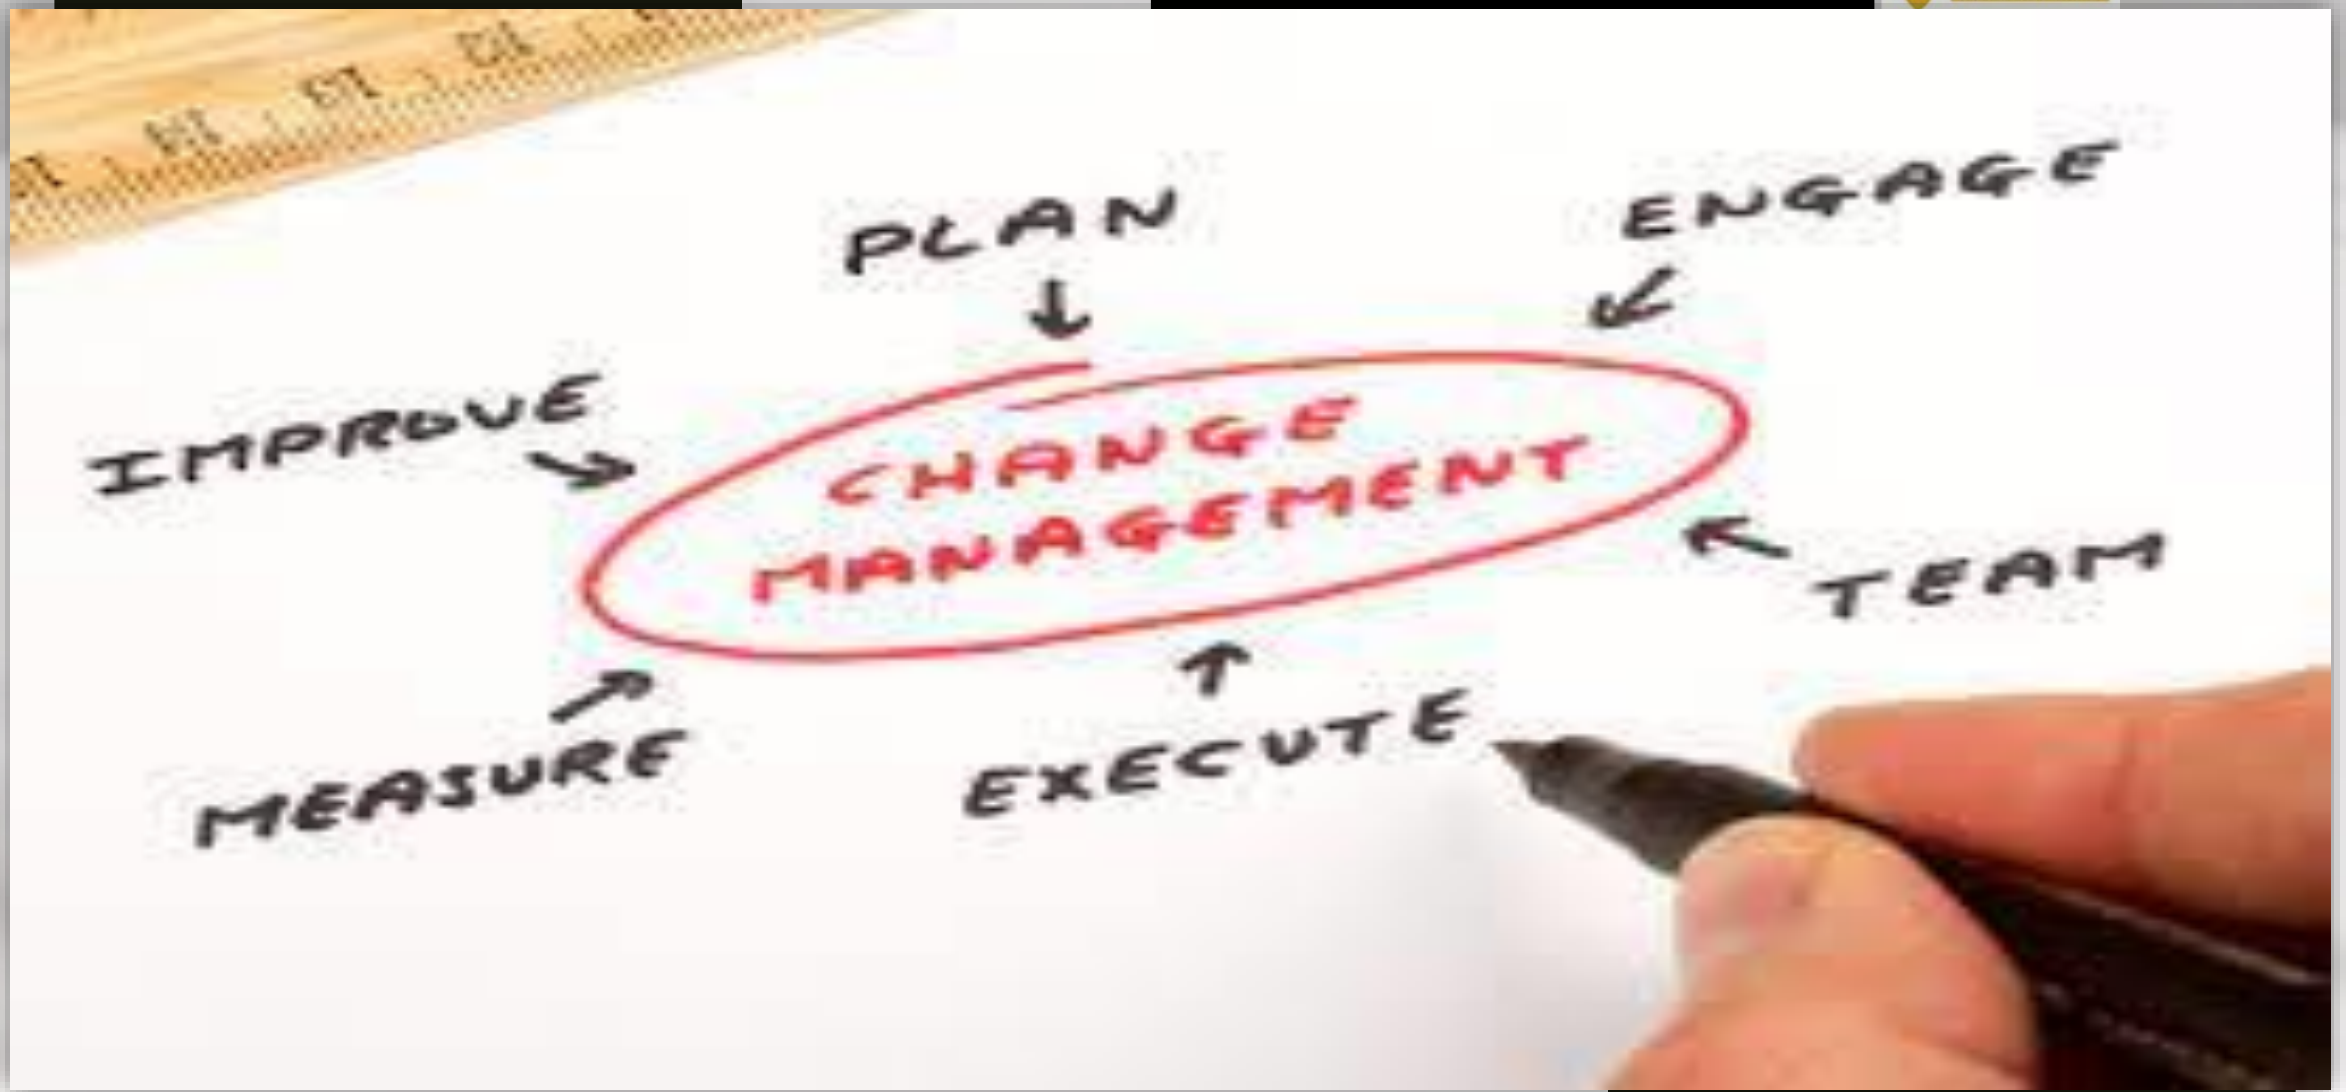 PLAN
ENGAGE
IMPROVE
CHANGE
MANAGEMENT
TEAM
MEASURE
EXECUTE